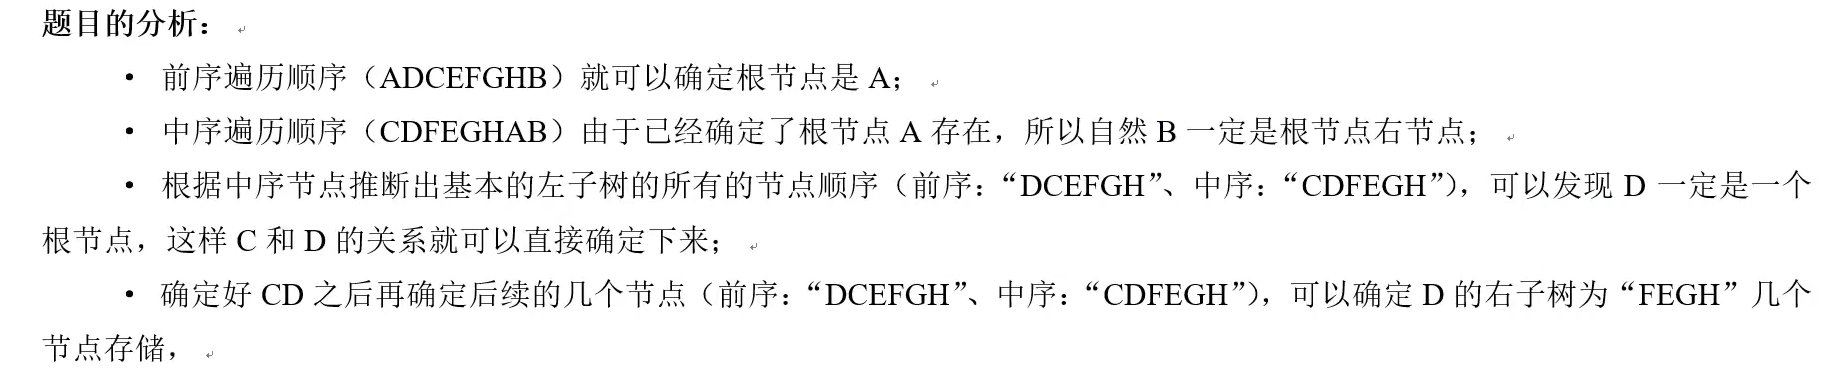 题目的分析：
• 前序遍历顺序（ADCEFGHB）就可以确定根节点是 A；
• 中序遍历顺序（CDFEGHAB）由于已经确定了根节点 A 存在，所以自然 B 一定是根节点右节点；
• 根据中序节点推断出基本的左子树的所有的节点顺序（前序：“DCEFGH”、中序：“CDFEGH”），可以发现 D 一定是一个
根节点，这样 C 和 D 的关系就可以直接确定下来；
• 确定好 CD 之后再确定后续的几个节点（前序：“DCEFGH”、中序：“CDFEGH”），可以确定 D 的右子树为“FEGH”几个
节点存储，